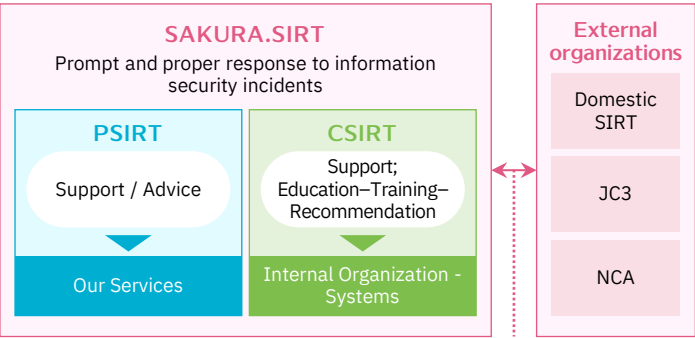 SAKURA.SIRT
Prompt and proper response to information
security incidents
PSIRT
Support / Advice
Our Services
CSIRT
Support;
Education–Training–
Recommendation
Internal Organization -
Systems
External
organizations
Domestic
SIRT
JC3
NCA